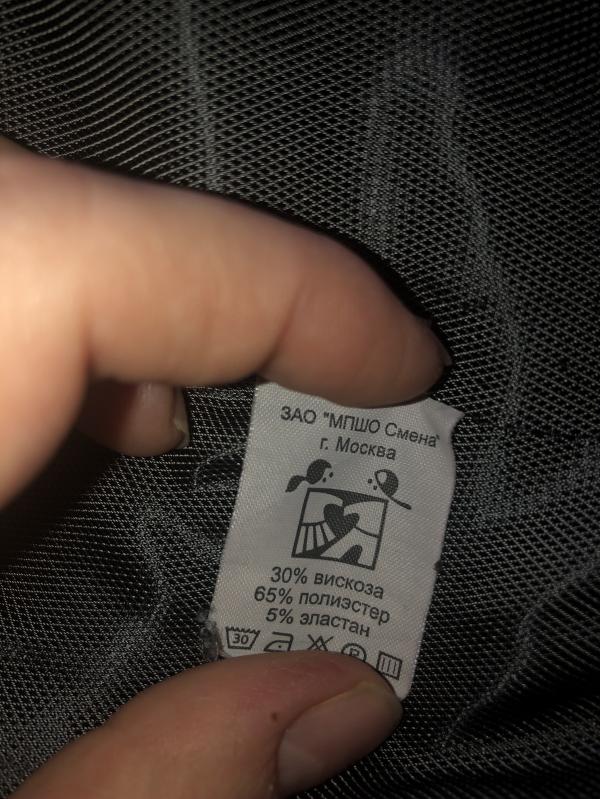 ЗАО "МПШО Смена"
г. Москва
30% вискоза
65% полиэстер
5% эластан
30 P